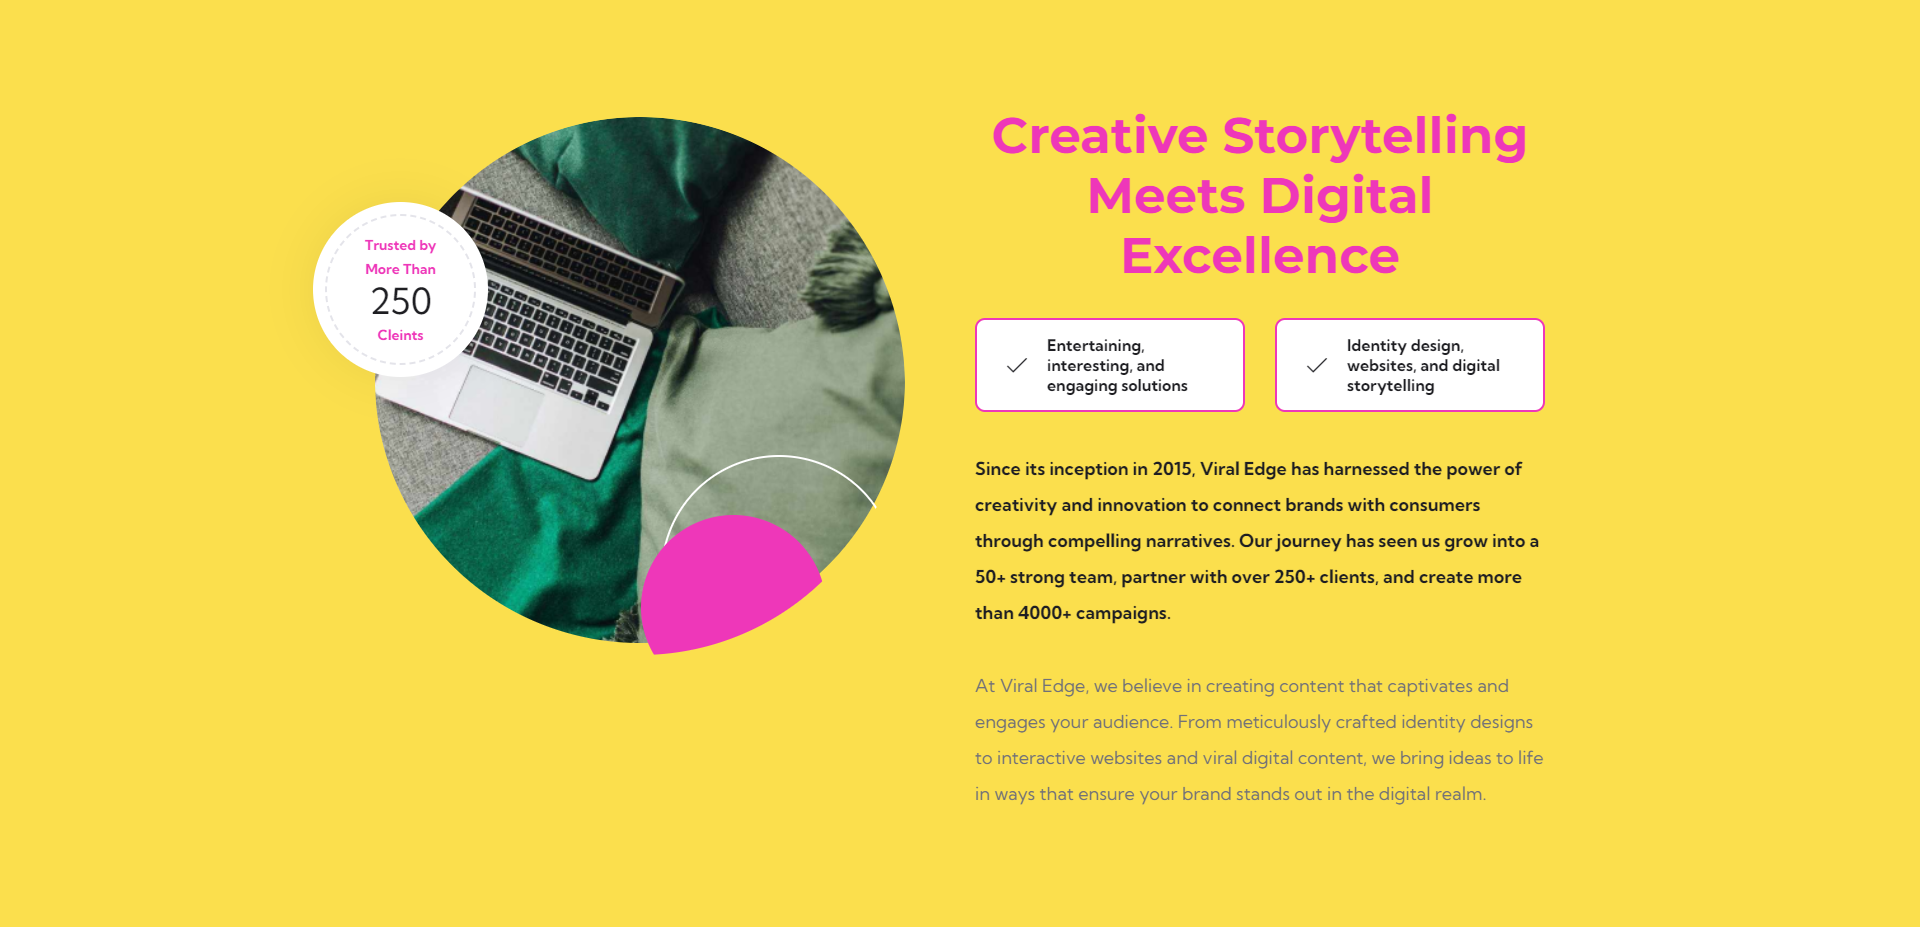 Trusted by
More Than
250
Cleints
Creative Storytelling
Meets Digital
Excellence
Entertaining,
interesting, and
engaging solutions
Identity design,
websites, and digital
storytelling
Since its inception in 2015, Viral Edge has harnessed the power of
creativity and innovation to connect brands with consumers
through compelling narratives. Our journey has seen us grow into a
50+ strong team, partner with over 250+ clients, and create more
than 4000+ campaigns.
At Viral Edge, we believe in creating content that captivates and
engages your audience. From meticulously crafted identity designs
to interactive websites and viral digital content, we bring ideas to life
in ways that ensure your brand stands out in the digital realm.